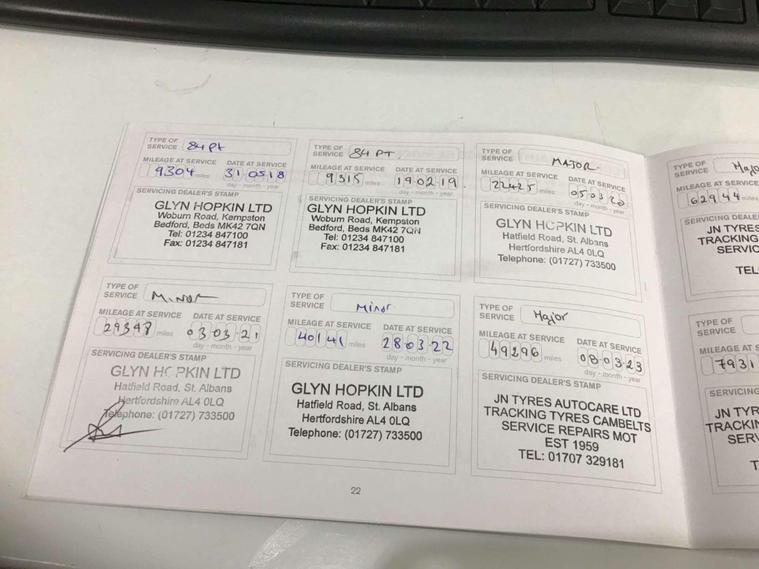 TYPE OF SERVICE 84 Pt
MILEAGE AT SERVICE DATE AT SERVICE
9304 miles 31 05 18
day - month - year
SERVICING DEALER'S STAMP
GLYN HOPKIN LTD
Woburn Road, Kempston
Bedford, Beds MK42 7QN
Tel: 01234 847100
Fax: 01234 847181
TYPE OF SERVICE 84 PT.
MILEAGE AT SERVICE DATE AT SERVICE
9315 miles 19 02 19
day - month - year
SERVICING DEALER'S STAMP
GLYN HOPKIN LTD
Woburn Road, Kempston
Bedford, Beds MK42 7QN
Tel: 01234 847100
Fax: 01234 847181
TYPE OF SERVICE MAJOR
MILEAGE AT SERVICE DATE AT SERVICE
22425 miles 05 03 20
day - month - year
SERVICING DEALER'S STAMP
GLYN HOPKIN LTD
Hatfield Road, St. Albans
Hertfordshire AL4 0LQ
Telephone: (01727) 733500
TYPE OF SERVICE MINOR
MILEAGE AT SERVICE DATE AT SERVICE
29348 miles 03 03 21
day - month - year
SERVICING DEALER'S STAMP
GLYN HOPKIN LTD
Hatfield Road, St. Albans
Hertfordshire AL4 0LQ
Telephone: (01727) 733500
TYPE OF SERVICE Minor
MILEAGE AT SERVICE DATE AT SERVICE
40141 miles 28 03 22
day - month - year
SERVICING DEALER'S STAMP
GLYN HOPKIN LTD
Hatfield Road, St. Albans
Hertfordshire AL4 0LQ
Telephone: (01727) 733500
TYPE OF SERVICE Major
MILEAGE AT SERVICE DATE AT SERVICE
49296 miles 08 03 23
day - month - year
SERVICING DEALER'S STAMP
JN TYRES AUTOCARE LTD
TRACKING TYRES CAMBELTS
SERVICE REPAIRS MOT
EST 1959
TEL: 01707 329181
22
TYPE OF SERVICE Majo
MILEAGE AT SERVICE
62944 miles
SERVICING DEALE
JN TYRES
TRACKING
SERVIC
TEL
TYPE OF SERVICE
MILEAGE AT S
7931
SERVICING
JN TYR
TRACKIN
SERV
T